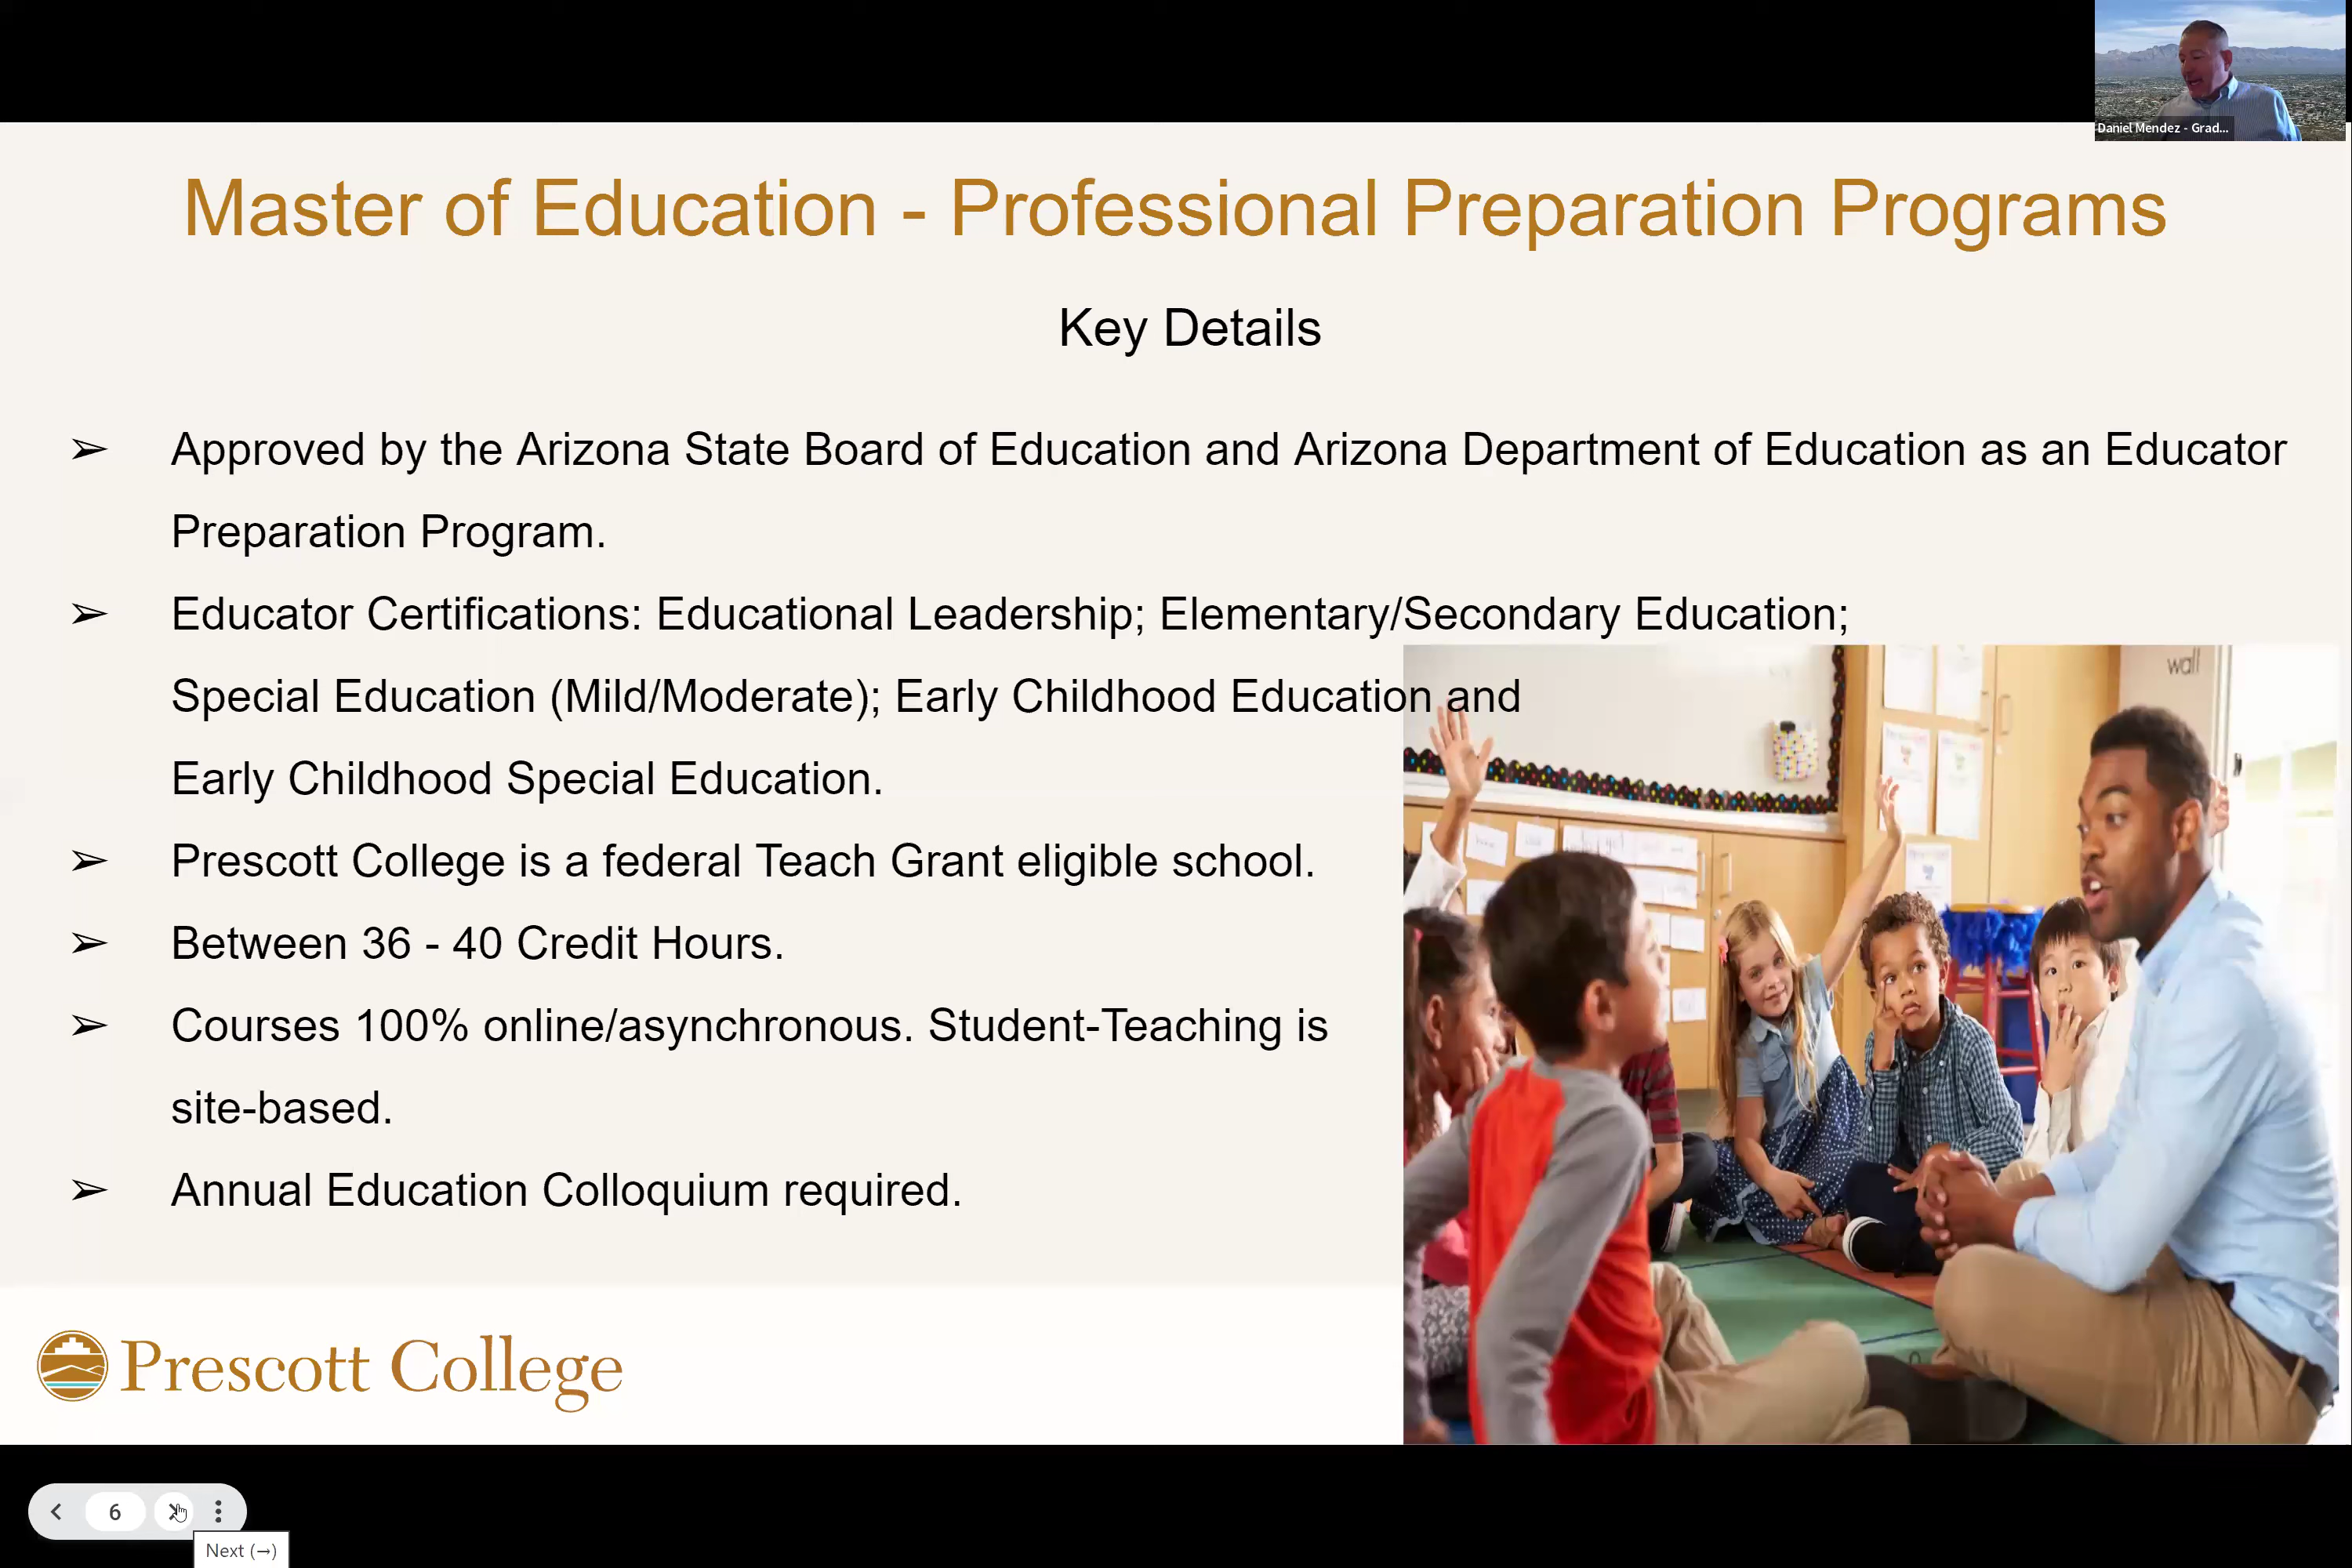 Daniel Mendez - Grad...
Master of Education - Professional Preparation Programs
Key Details
➢ Approved by the Arizona State Board of Education and Arizona Department of Education as an Educator
Preparation Program.
➢ Educator Certifications: Educational Leadership; Elementary/Secondary Education;
Special Education (Mild/Moderate); Early Childhood Education and
Early Childhood Special Education.
➢ Prescott College is a federal Teach Grant eligible school.
➢ Between 36 - 40 Credit Hours.
➢ Courses 100% online/asynchronous. Student-Teaching is
site-based.
➢ Annual Education Colloquium required.
wall
Prescott College
6
Next (→)